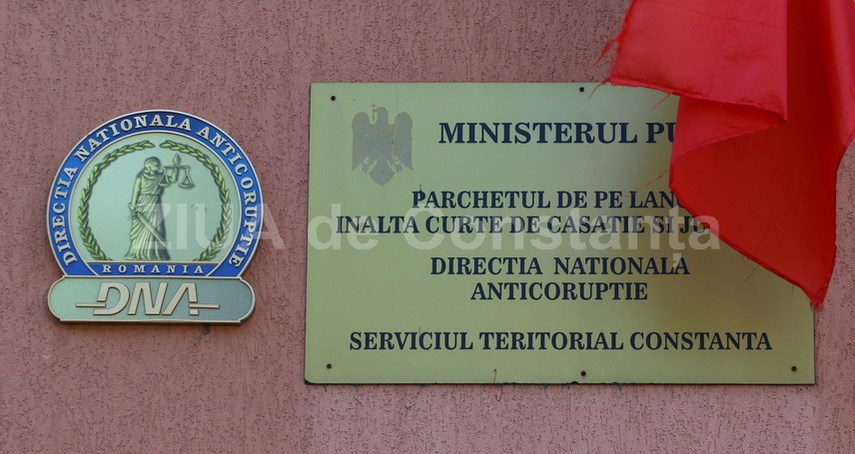 DIRECTIA NATIONALA ANTICORUPTIE
ROMANIA
DNA
MINISTERUL PU
PARCHETUL DE PE LANG
INALTA CURTE DE CASATIE SI JU
DIRECTIA NATIONALA
ANTICORUPTIE
SERVICIUL TERITORIAL CONSTANTA
ZIUA de Constanța